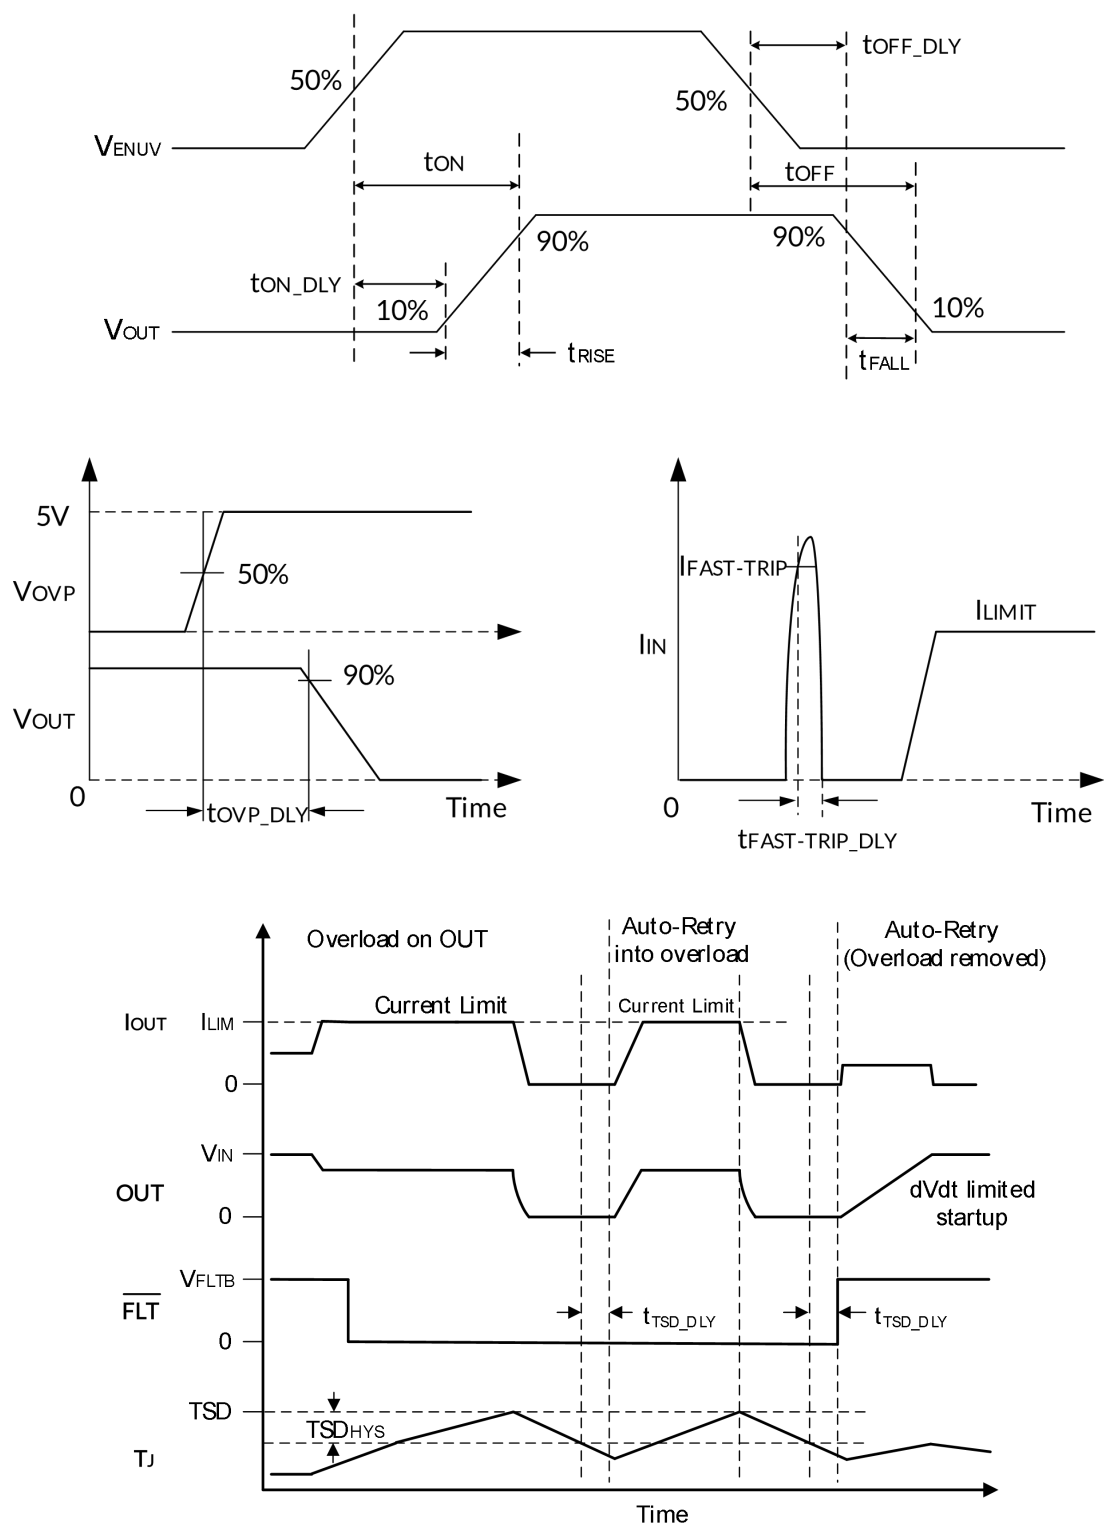 tOFF_DLY
50%
50%
VENUV
tON
tOFF
90%
90%
tON_DLY
10%
10%
VOUT
tRISE
tFALL
5V
50%
VOVP
90%
VOUT
0
tOVP_DLY
Time
IFAST-TRIP
ILIMIT
IIN
0
Time
tFAST-TRIP_DLY
Overload on OUT
Auto-Retry
into overload
Auto-Retry
(Overload removed)
Current Limit
Current Limit
IOUT
ILIM
0
VIN
OUT
dVdt limited
startup
0
VFLTB
FLT
tTSD_DLY
tTSD_DLY
0
TSD
TSDHYS
TJ
Time